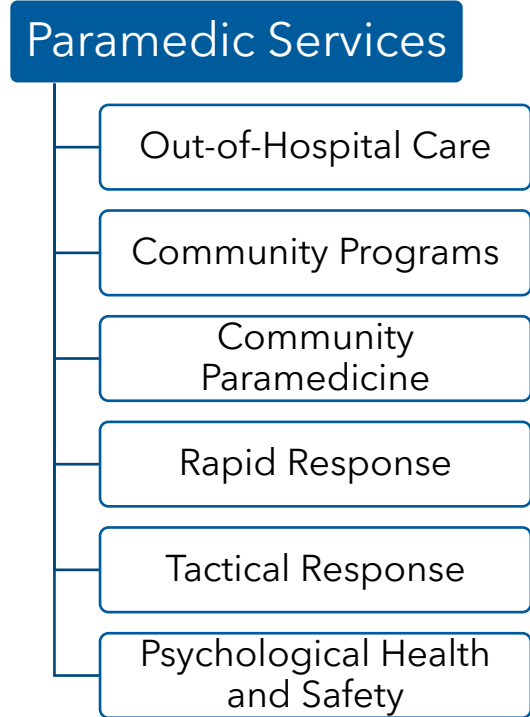 Paramedic Services
Out-of-Hospital Care
Community Programs
Community
Paramedicine
Rapid Response
Tactical Response
Psychological Health
and Safety